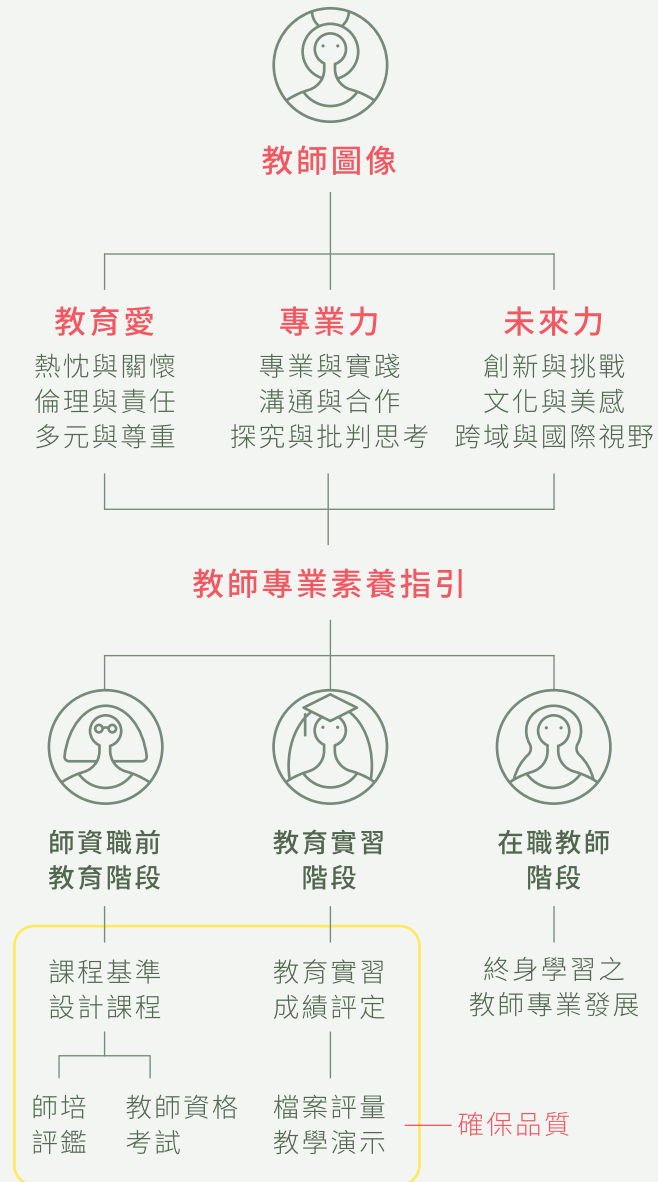 教師圖像
教育愛
熱忱與關懷
倫理與責任
多元與尊重
專業力
專業與實踐
溝通與合作
探究與批判思考
未來力
創新與挑戰
文化與美感
跨域與國際視野
教師專業素養指引
師資職前
教育階段
教育實習
階段
在職教師
階段
課程基準
設計課程
教育實習
成績評定
終身學習之
教師專業發展
師培
評鑑
教師資格
考試
檔案評量
教學演示
確保品質